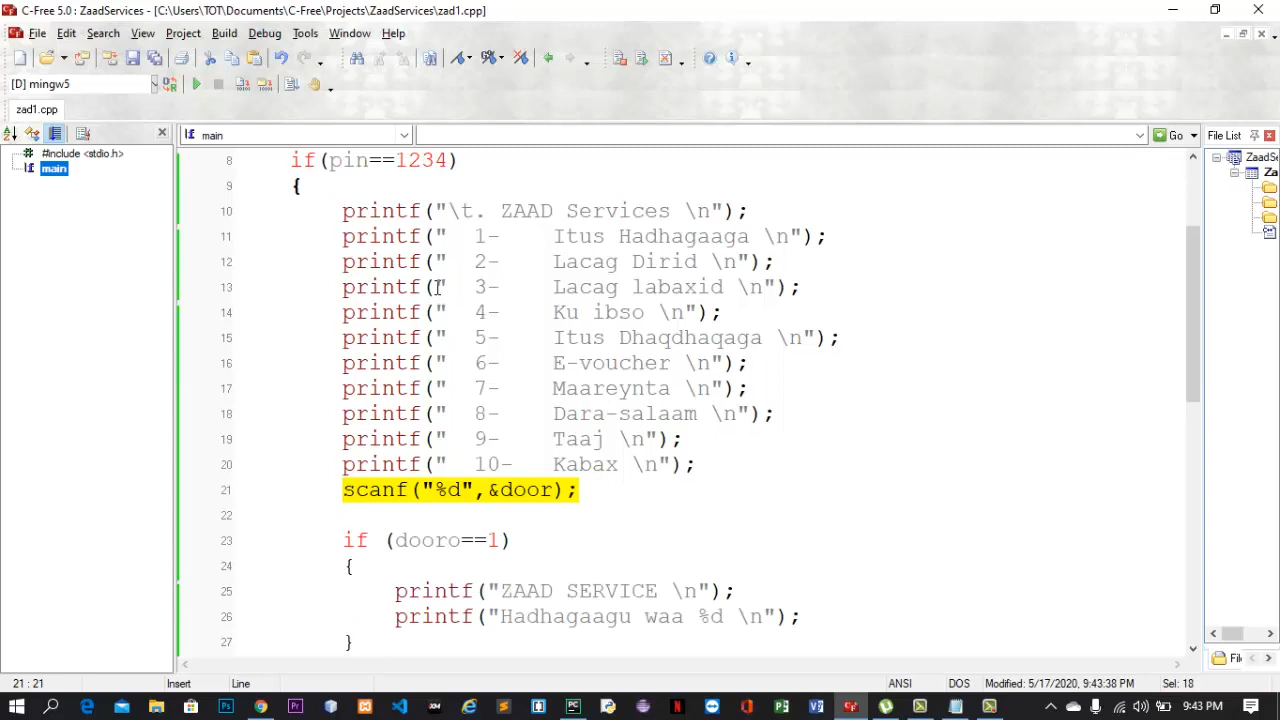 C-Free 5.0 : ZaadServices - [C:\Users\TOT\Documents\C-Free\Projects\ZaadServices\zad1.cpp]
File Edit Search View Project Build Debug Tools Window Help
[D] mingw5
zad1.cpp
main
Go
File List
#include <stdio.h>
main
ZaadSe
Za
8 if(pin==1234)
9 {
10 printf("\t. ZAAD Services \n");
11 printf("  1-    Itus Hadhagaaga \n");
12 printf("  2-    Lacag Dirid \n");
13 printf("  3-    Lacag labaxid \n");
14 printf("  4-    Ku ibso \n");
15 printf("  5-    Itus Dhaqdhaqaga \n");
16 printf("  6-    E-voucher \n");
17 printf("  7-    Maareynta \n");
18 printf("  8-    Dara-salaam \n");
19 printf("  9-    Taaj \n");
20 printf("  10-   Kabax \n");
21 scanf("%d",&door);
22
23 if (dooro==1)
24 {
25 printf("ZAAD SERVICE \n");
26 printf("Hadhagaagu waa %d \n");
27 }
File
21 : 21 Insert Line ANSI DOS Modified: 5/17/2020, 9:43:38 PM Sel: 18
9:43 PM